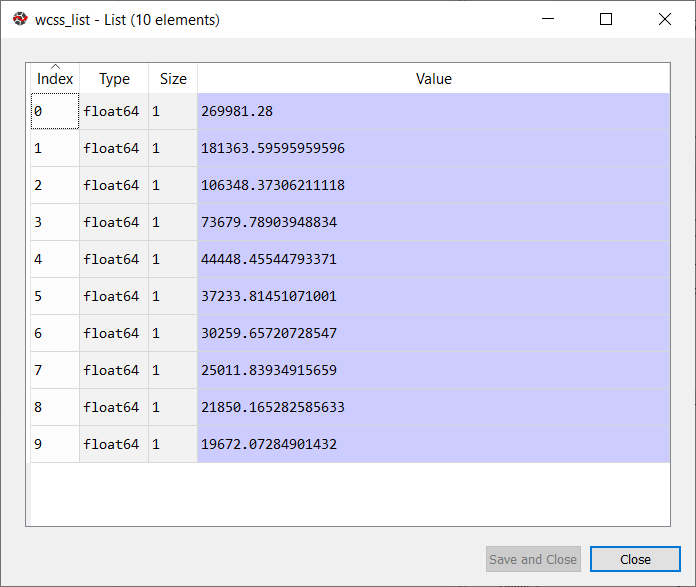 wcss_list - List (10 elements)
Index Type Size Value
0 float64 1 269981.28
1 float64 1 181363.59595959596
2 float64 1 106348.37306211118
3 float64 1 73679.78903948834
4 float64 1 44448.45544793371
5 float64 1 37233.81451071001
6 float64 1 30259.65720728547
7 float64 1 25011.83934915659
8 float64 1 21850.165282585633
9 float64 1 19672.07284901432
Save and Close Close